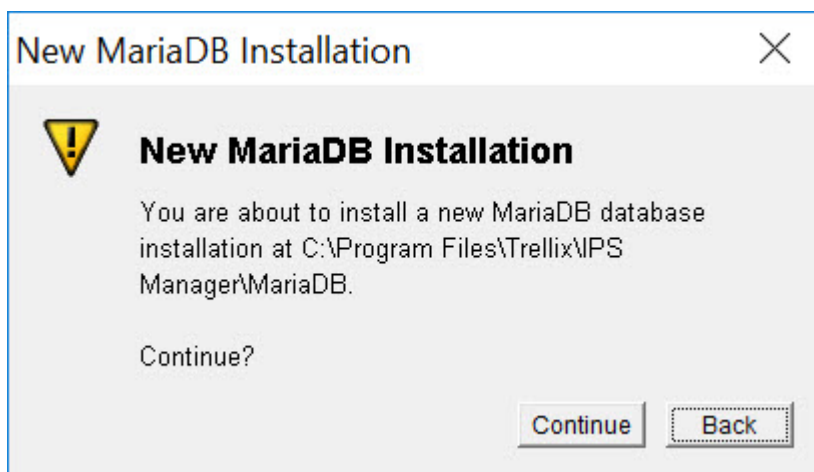 New MariaDB Installation
New MariaDB Installation
You are about to install a new MariaDB database
installation at C:\Program Files\Trellix\IPS
Manager\MariaDB.
Continue?
Continue
Back